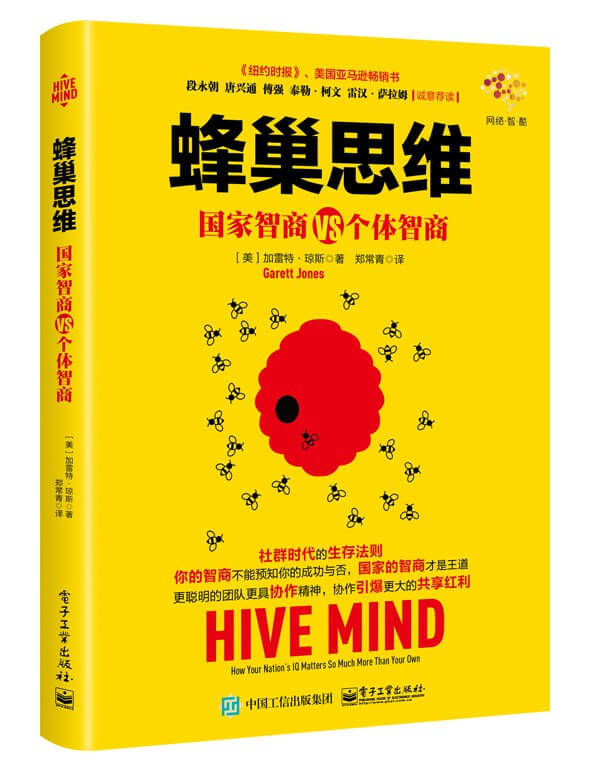 HIVE
MIND
蜂巢思维
国家智商VS个体智商
[美]加雷特·琼斯 著
郑常青 译
电子工业出版社
《纽约时报》、美国亚马逊畅销书
段永朝 唐兴通 傅强 泰勒·柯文 雷汉·萨拉姆|诚意荐读|
网络·智·酷
蜂巢思维
国家智商VS个体智商
[美]加雷特·琼斯◎著 郑常青◎译
Garett Jones
社群时代的生存法则
你的智商不能预知你的成功与否,国家的智商才是王道
更聪明的团队更具协作精神,协作引爆更大的共享红利
HIVE MIND
How Your Nation's IQ Matters So Much More Than Your Own
中国工信出版集团
电子工业出版社
PUBLISHING HOUSE OF ELECTRONICS INDUSTRY